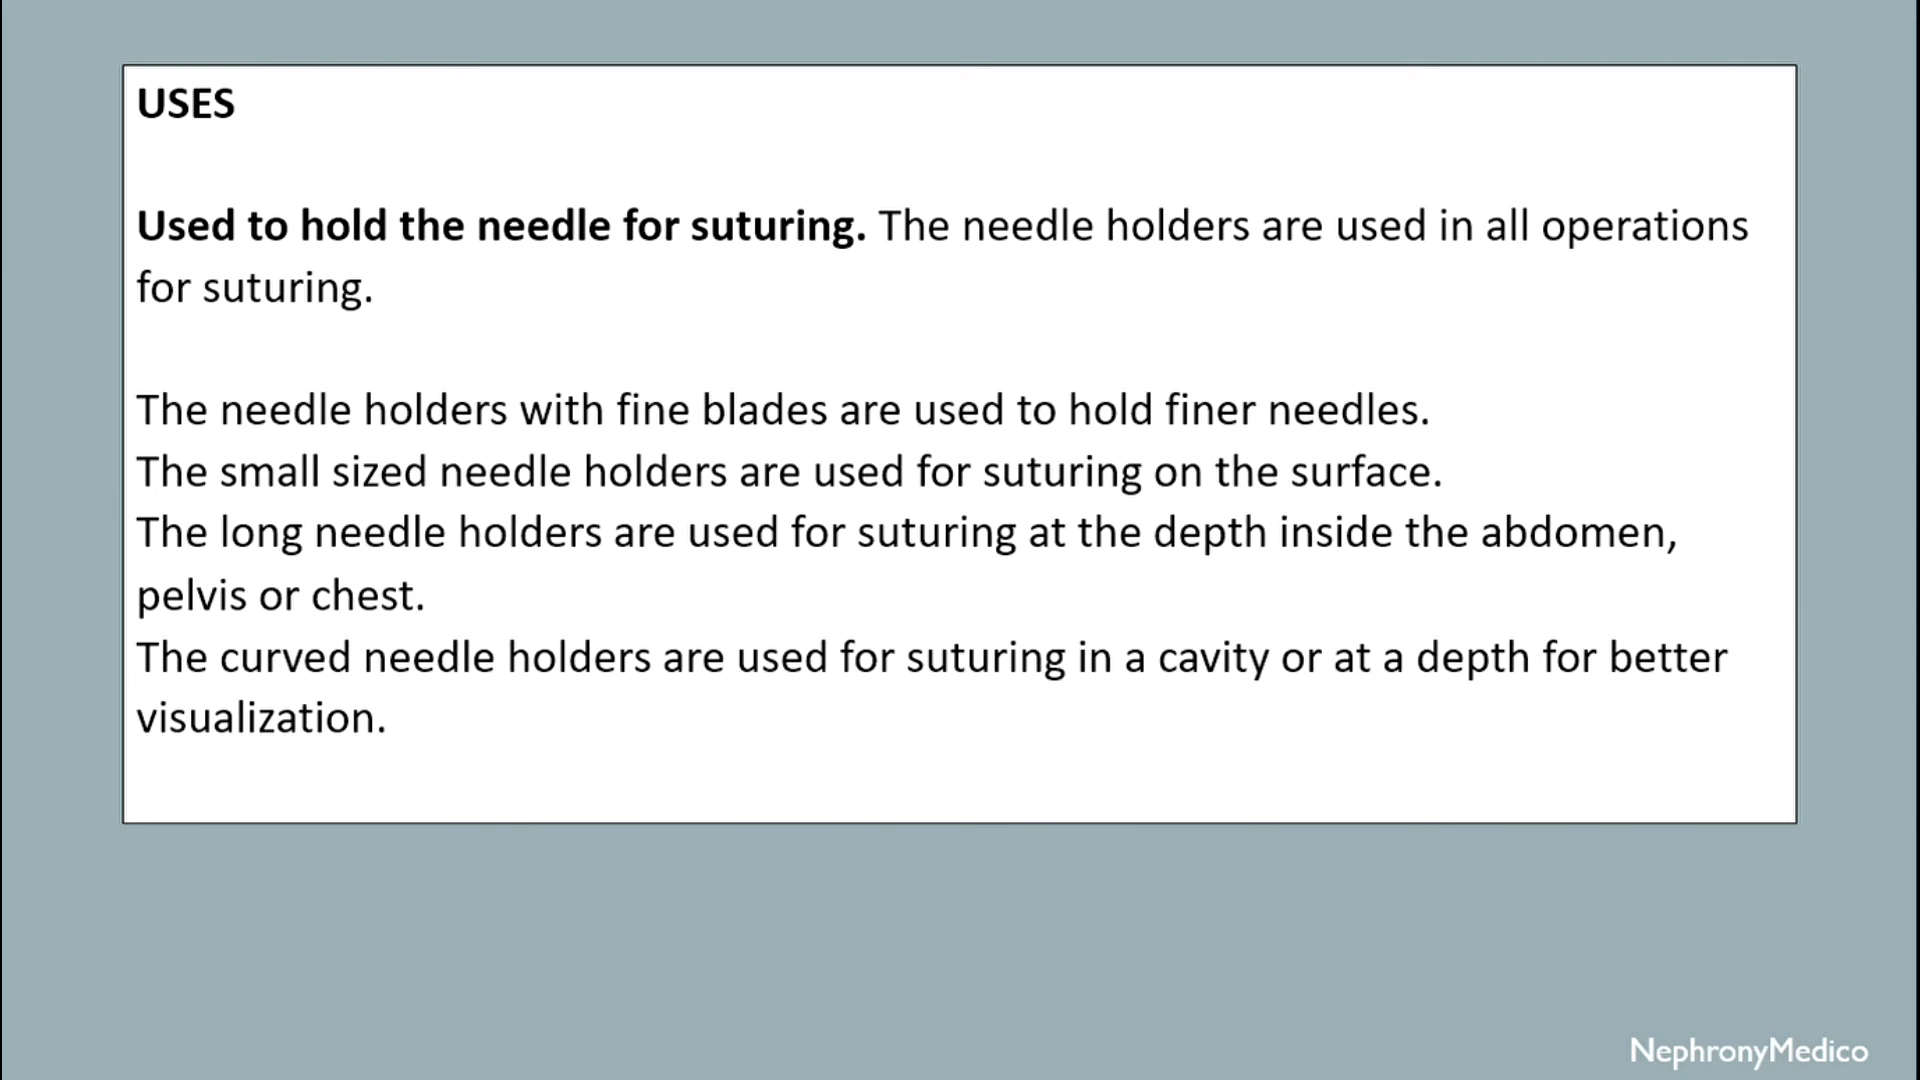 USES
Used to hold the needle for suturing. The needle holders are used in all operations
for suturing.
The needle holders with fine blades are used to hold finer needles.
The small sized needle holders are used for suturing on the surface.
The long needle holders are used for suturing at the depth inside the abdomen,
pelvis or chest.
The curved needle holders are used for suturing in a cavity or at a depth for better
visualization.
NephronyMedico